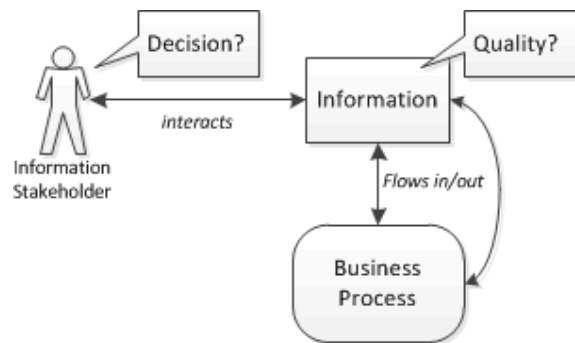 Decision?
Quality?
Information
interacts
Information
Stakeholder
Flows in/out
Business
Process